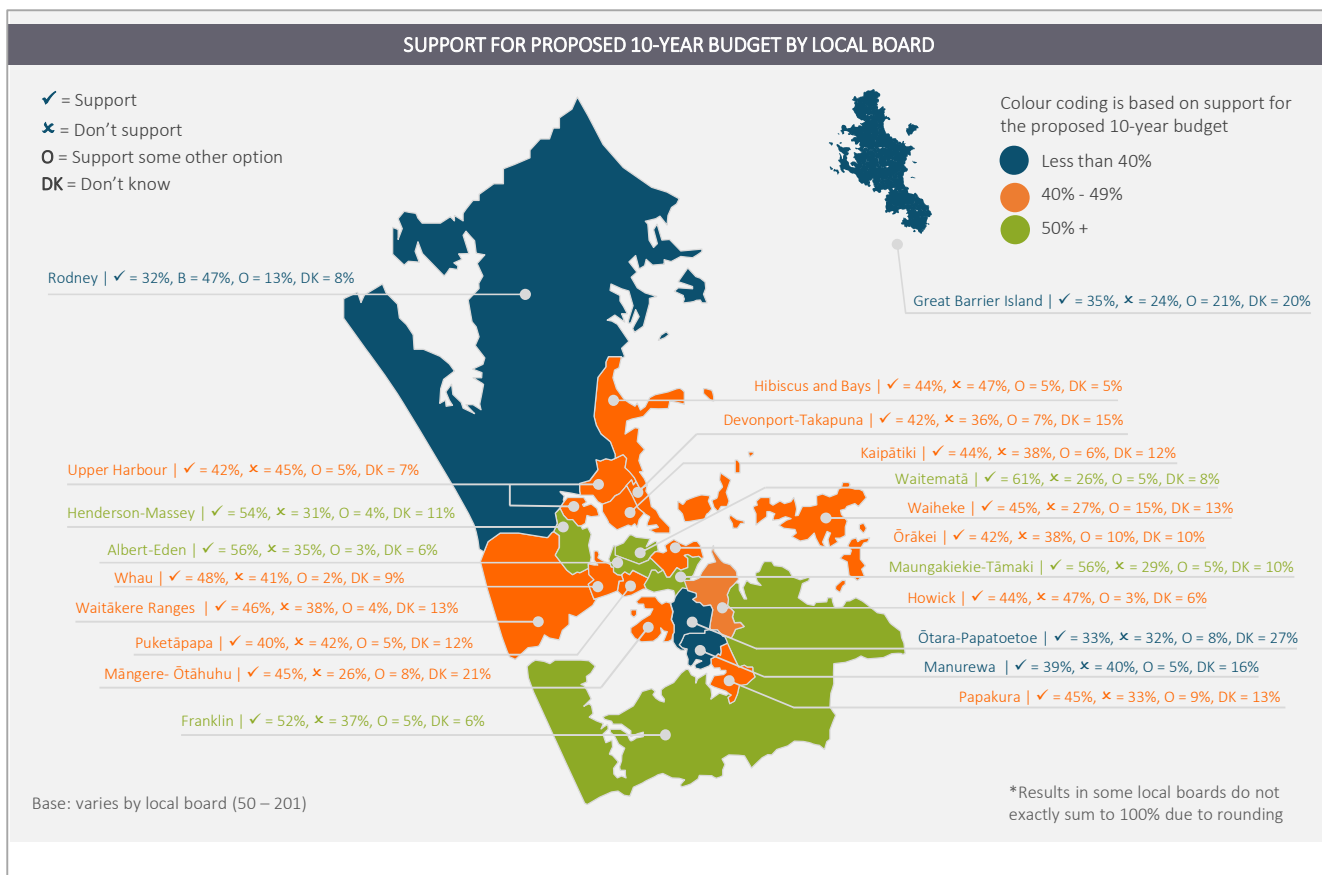 SUPPORT FOR PROPOSED 10-YEAR BUDGET BY LOCAL BOARD
✓ = Support
✗ = Don't support
O = Support some other option
DK = Don't know
Colour coding is based on support for
the proposed 10-year budget
Less than 40%
40% - 49%
50% +
Rodney | ✓ = 32%, B = 47%, O = 13%, DK = 8%
Great Barrier Island | ✓ = 35%, ✗ = 24%, O = 21%, DK = 20%
Hibiscus and Bays | ✓ = 44%, ✗ = 47%, O = 5%, DK = 5%
Devonport-Takapuna | ✓ = 42%, ✗ = 36%, O = 7%, DK = 15%
Kaipātiki | ✓ = 44%, ✗ = 38%, O = 6%, DK = 12%
Upper Harbour | ✓ = 42%, ✗ = 45%, O = 5%, DK = 7%
Waitematā | ✓ = 61%, ✗ = 26%, O = 5%, DK = 8%
Henderson-Massey | ✓ = 54%, ✗ = 31%, O = 4%, DK = 11%
Waiheke | ✓ = 45%, ✗ = 27%, O = 15%, DK = 13%
Ōrākei | ✓ = 42%, ✗ = 38%, O = 10%, DK = 10%
Albert-Eden | ✓ = 56%, ✗ = 35%, O = 3%, DK = 6%
Maungakiekie-Tāmaki | ✓ = 56%, ✗ = 29%, O = 5%, DK = 10%
Whau | ✓ = 48%, ✗ = 41%, O = 2%, DK = 9%
Howick | ✓ = 44%, ✗ = 47%, O = 3%, DK = 6%
Waitākere Ranges | ✓ = 46%, ✗ = 38%, O = 4%, DK = 13%
Ōtara-Papatoetoe | ✓ = 33%, ✗ = 32%, O = 8%, DK = 27%
Puketāpapa | ✓ = 40%, ✗ = 42%, O = 5%, DK = 12%
Manurewa | ✓ = 39%, ✗ = 40%, O = 5%, DK = 16%
Māngere- Ōtāhuhu | ✓ = 45%, ✗ = 26%, O = 8%, DK = 21%
Papakura | ✓ = 45%, ✗ = 33%, O = 9%, DK = 13%
Franklin | ✓ = 52%, ✗ = 37%, O = 5%, DK = 6%
Base: varies by local board (50 – 201)
*Results in some local boards do not
exactly sum to 100% due to rounding